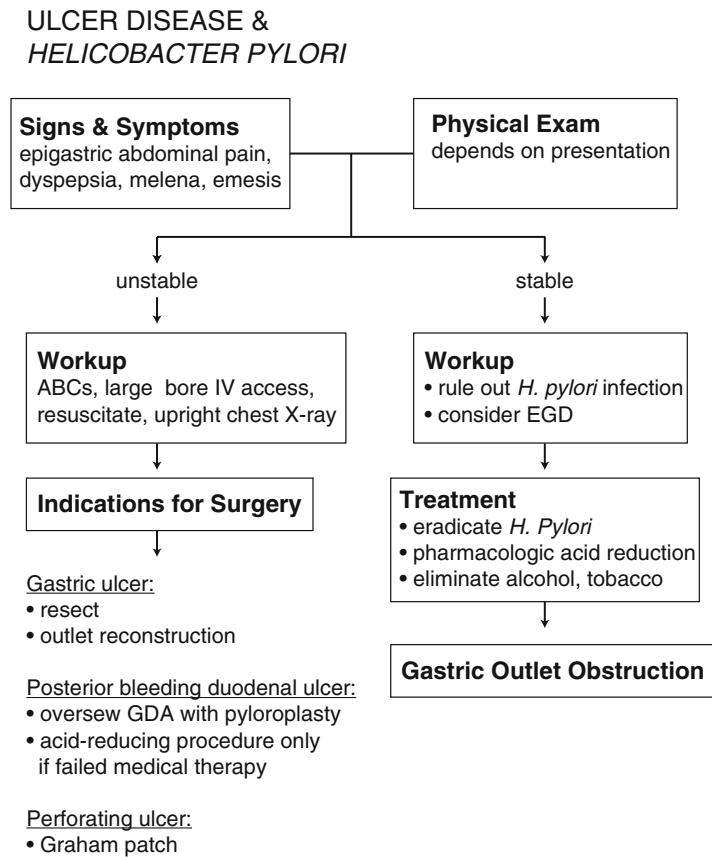 ULCER DISEASE &
HELICOBACTER PYLORI
Signs & Symptoms
epigastric abdominal pain,
dyspepsia, melena, emesis
Physical Exam
depends on presentation
unstable
stable
Workup
ABCs, large bore IV access,
resuscitate, upright chest X-ray
Workup
• rule out H. pylori infection
• consider EGD
Indications for Surgery
Treatment
• eradicate H. Pylori
• pharmacologic acid reduction
• eliminate alcohol, tobacco
Gastric ulcer:
• resect
• outlet reconstruction
Gastric Outlet Obstruction
Posterior bleeding duodenal ulcer:
• oversew GDA with pyloroplasty
• acid-reducing procedure only
if failed medical therapy
Perforating ulcer:
• Graham patch